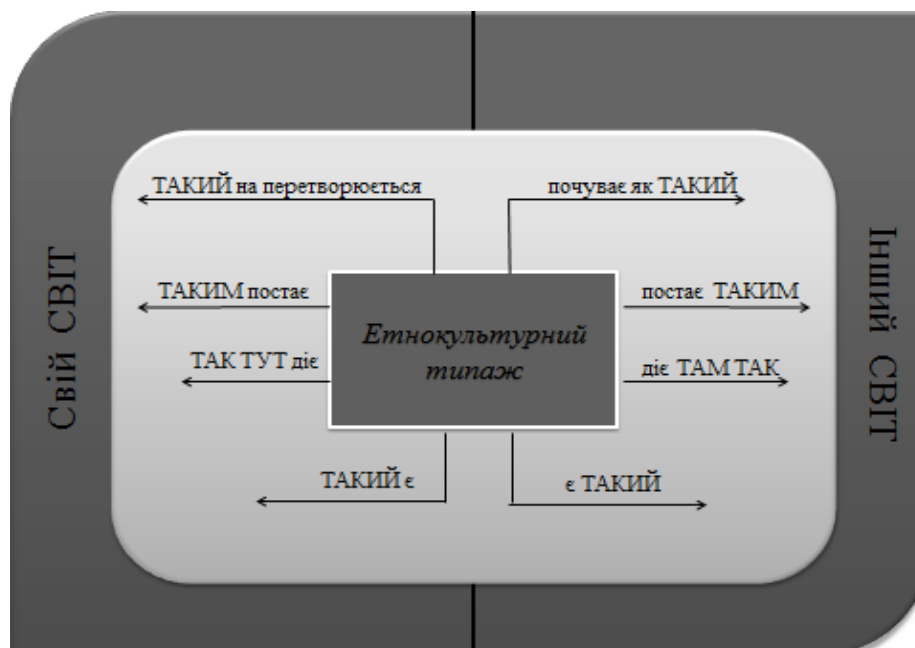 ТАКИЙ на перетворюється
почуває як ТАКИЙ
Свій СВІТ
Інший СВІТ
ТАКИМ постає
постає ТАКИМ
Етнокультурний
типаж
ТАК ТУТ діє
діє ТАМ ТАК
ТАКИЙ є
є ТАКИЙ